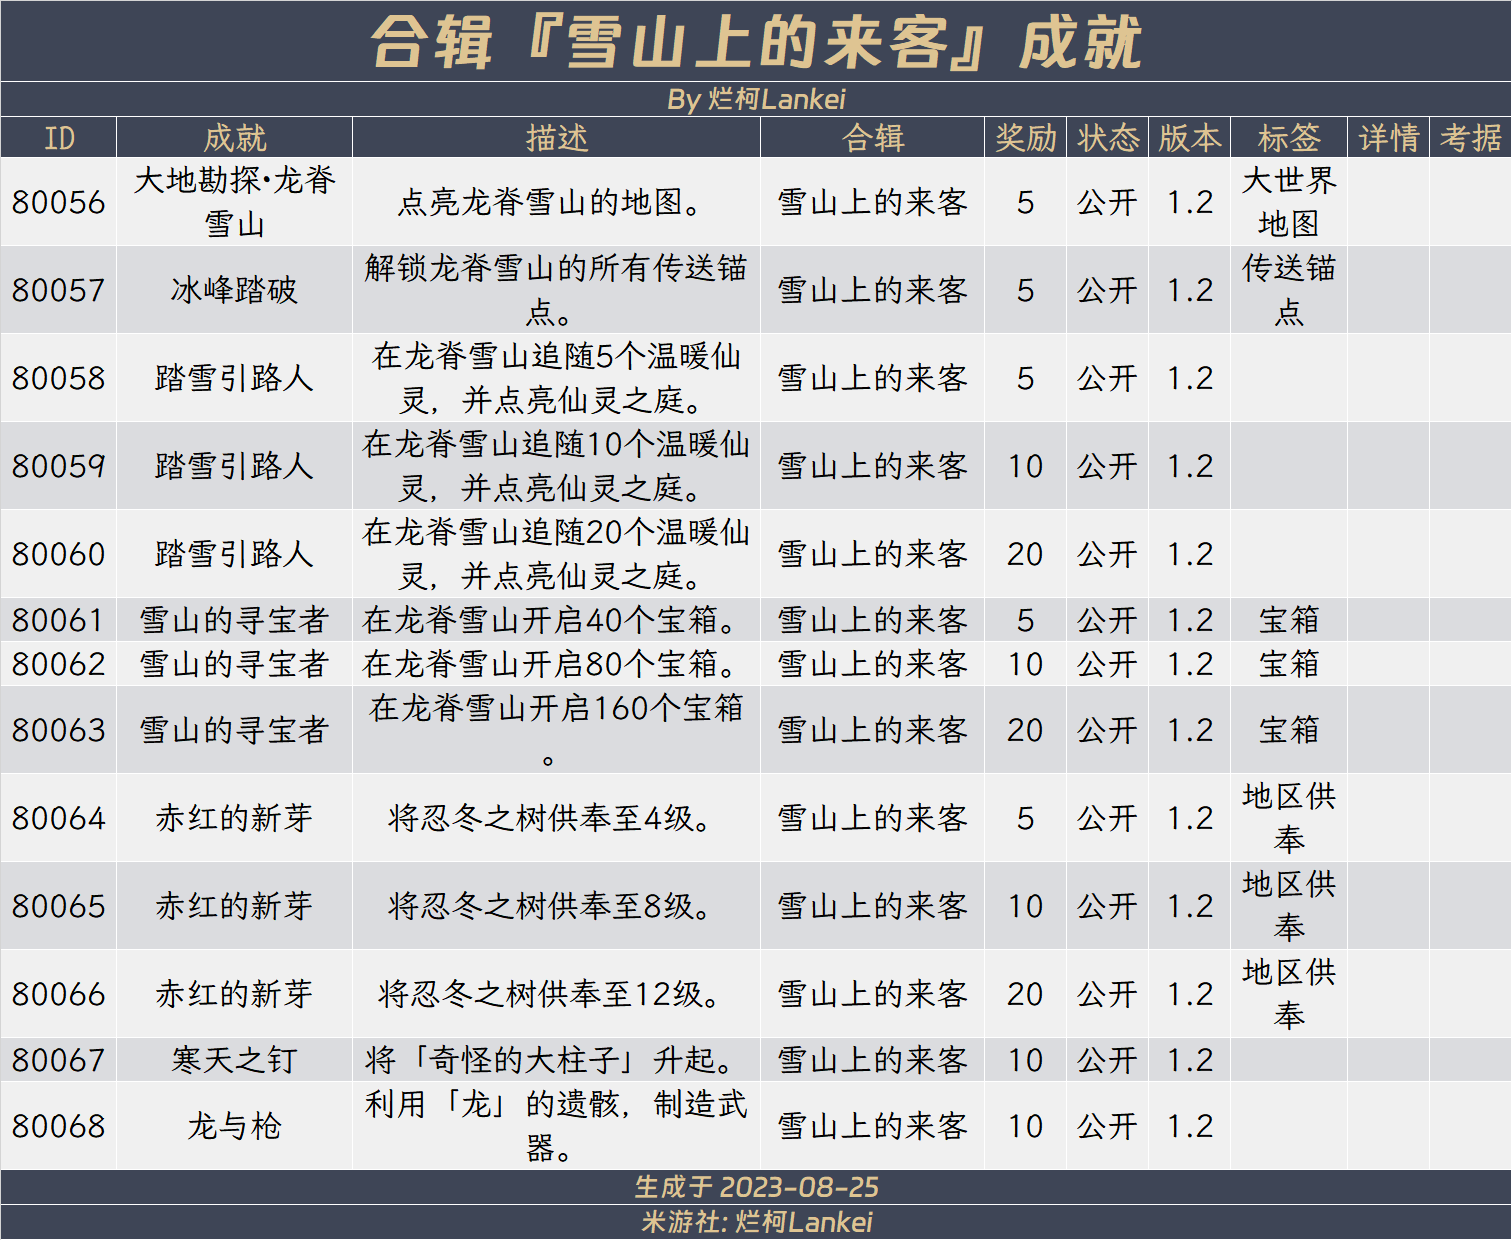 合辑『雪山上的来客』成就
By 烂柯Lankei
ID 成就 描述 合辑 奖励 状态 版本 标签 详情 考据
80056 大地勘探·龙脊 点亮龙脊雪山的地图。 雪山上的来客 5 公开 1.2 大世界
雪山 地图
80057 冰峰踏破 解锁龙脊雪山的所有传送锚 雪山上的来客 5 公开 1.2 传送锚
点。 点
80058 踏雪引路人 在龙脊雪山追随5个温暖仙 雪山上的来客 5 公开 1.2
灵，并点亮仙灵之庭。
80059 踏雪引路人 在龙脊雪山追随10个温暖仙 雪山上的来客 10 公开 1.2
灵，并点亮仙灵之庭。
80060 踏雪引路人 在龙脊雪山追随20个温暖仙 雪山上的来客 20 公开 1.2
灵，并点亮仙灵之庭。
80061 雪山的寻宝者 在龙脊雪山开启40个宝箱。 雪山上的来客 5 公开 1.2 宝箱
80062 雪山的寻宝者 在龙脊雪山开启80个宝箱。 雪山上的来客 10 公开 1.2 宝箱
80063 雪山的寻宝者 在龙脊雪山开启160个宝箱 雪山上的来客 20 公开 1.2 宝箱
。
80064 赤红的新芽 将忍冬之树供奉至4级。 雪山上的来客 5 公开 1.2 地区供
奉
80065 赤红的新芽 将忍冬之树供奉至8级。 雪山上的来客 10 公开 1.2 地区供
奉
80066 赤红的新芽 将忍冬之树供奉至12级。 雪山上的来客 20 公开 1.2 地区供
奉
80067 寒天之钉 将「奇怪的大柱子」升起。 雪山上的来客 10 公开 1.2
80068 龙与枪 利用「龙」的遗骸，制造武 雪山上的来客 10 公开 1.2
器。
生成于 2023-08-25
米游社: 烂柯Lankei